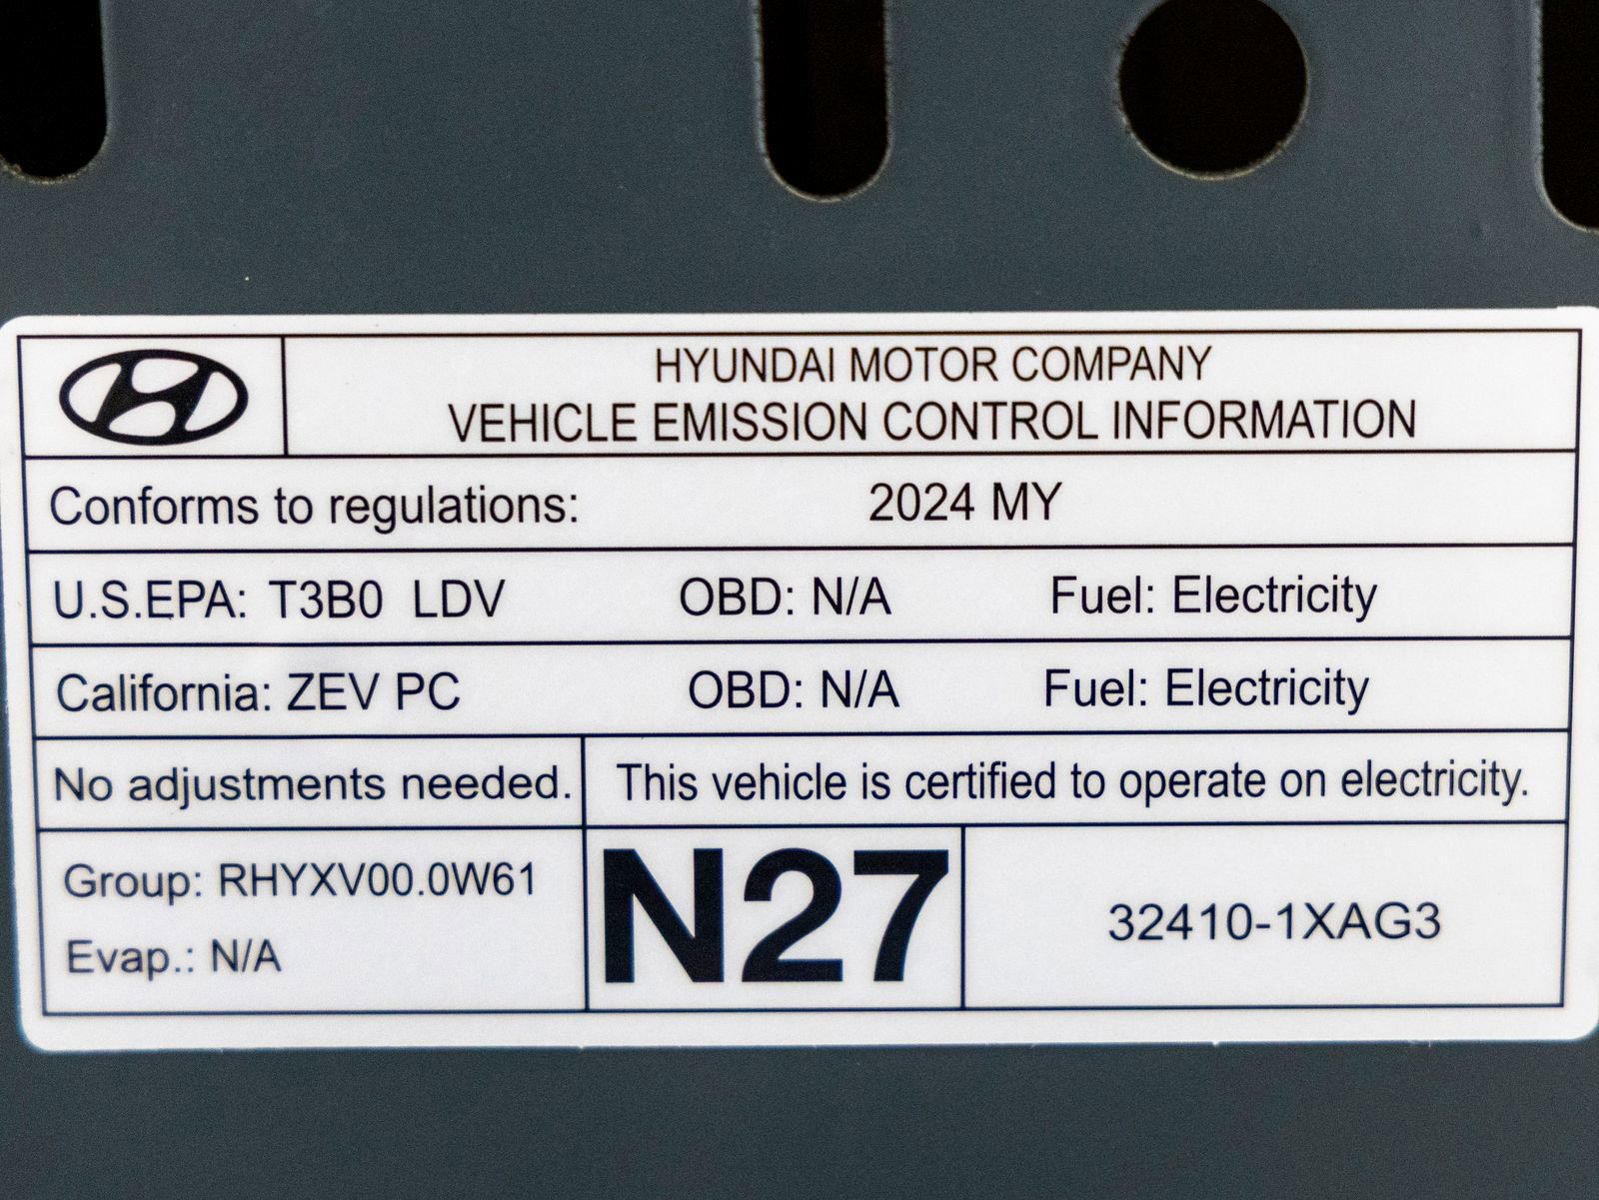 HYUNDAI MOTOR COMPANY
VEHICLE EMISSION CONTROL INFORMATION
Conforms to regulations: 2024 MY
U.S.EPA: T3B0 LDV OBD: N/A Fuel: Electricity
California: ZEV PC OBD: N/A Fuel: Electricity
No adjustments needed. This vehicle is certified to operate on electricity.
Group: RHYXV00.0W61
Evap.: N/A
N27
32410-1XAG3